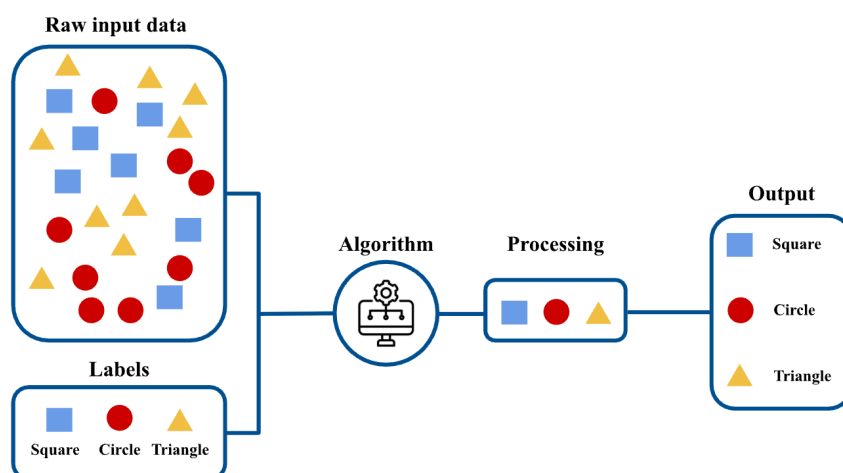 Raw input data
Algorithm
Processing
Output
Square
Circle
Triangle
Labels
Square Circle Triangle